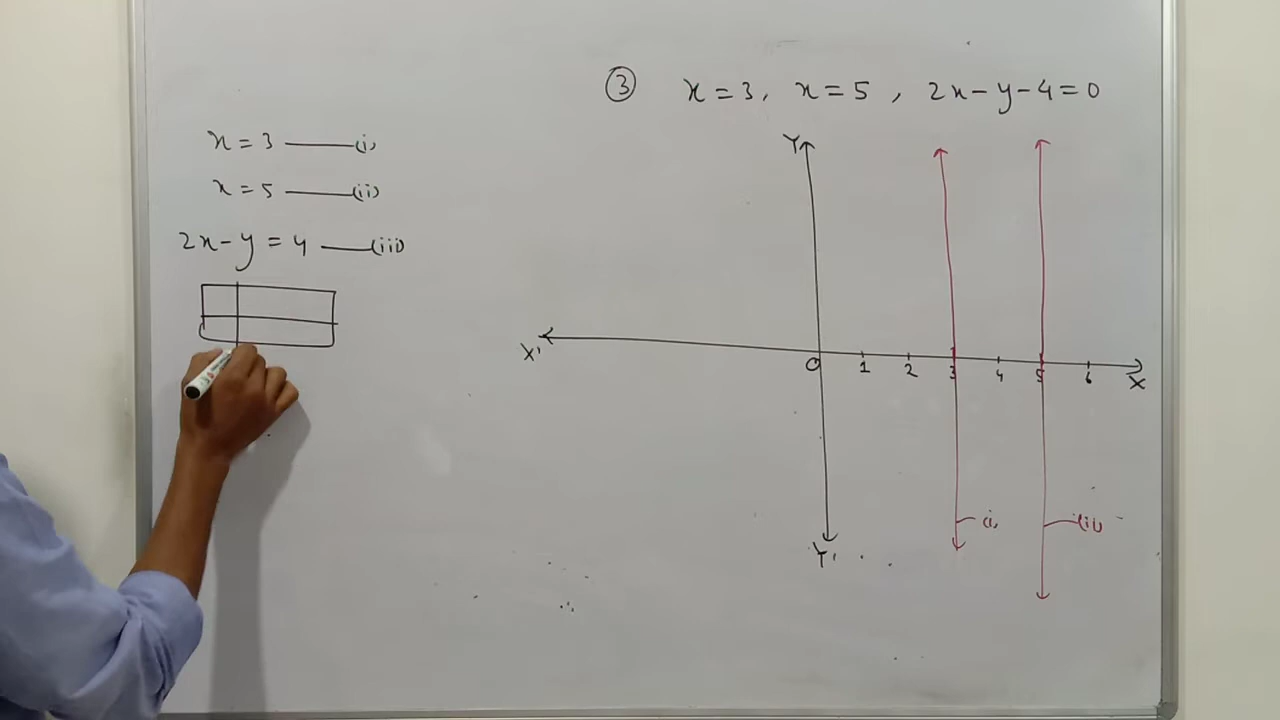 ③ x = 3, x = 5, 2x - y - 4 = 0
x = 3 ——— (i)
x = 5 ——— (ii)
2x - y = 4 ——— (iii)
Y
X'
O 1 2 3 4 5 6 X
(i)
(ii)
Y'